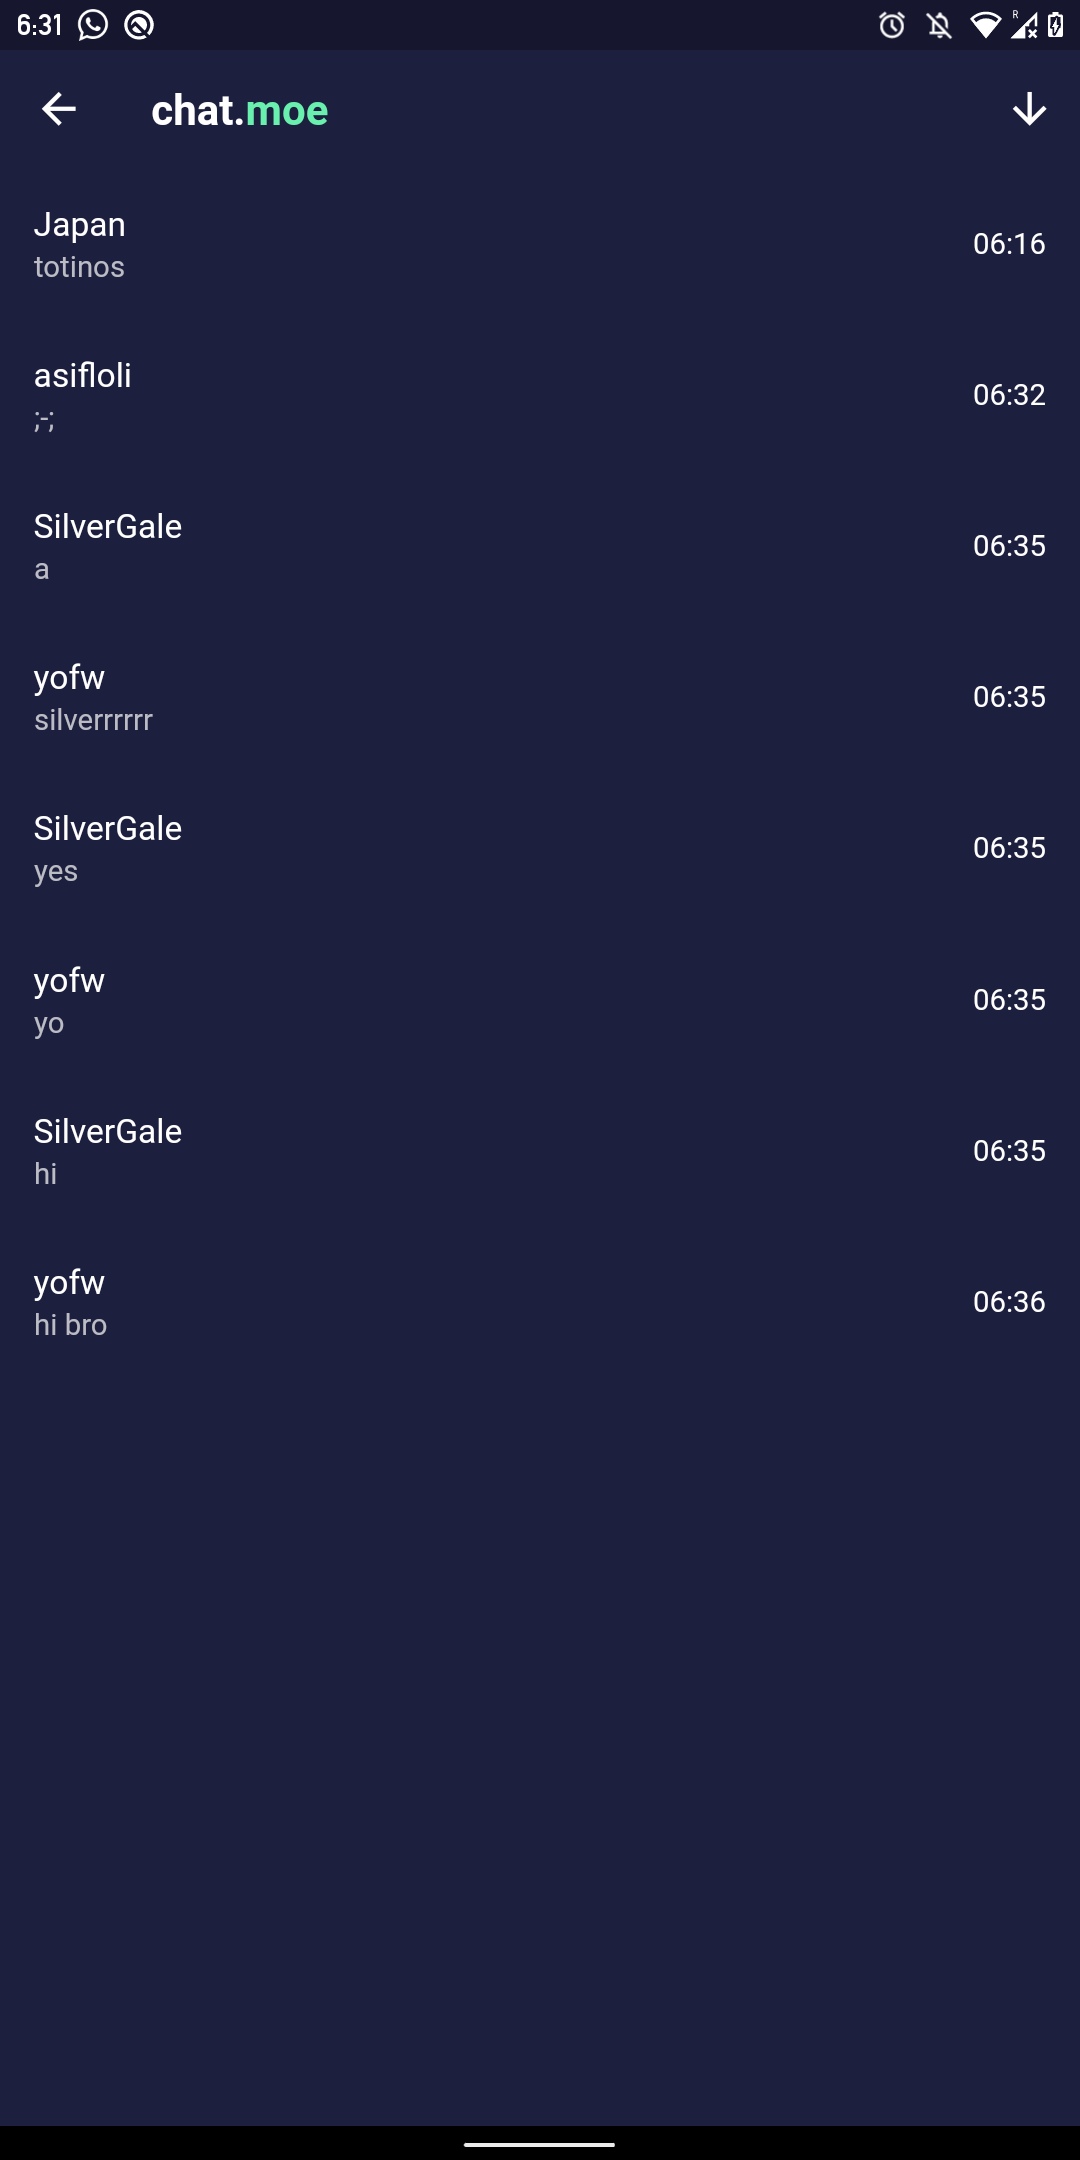 6:31
R
chat.moe
Japan
totinos
06:16
asifloli
;-;
06:32
SilverGale
a
06:35
yofw
silverrrrrr
06:35
SilverGale
yes
06:35
yofw
yo
06:35
SilverGale
hi
06:35
yofw
hi bro
06:36